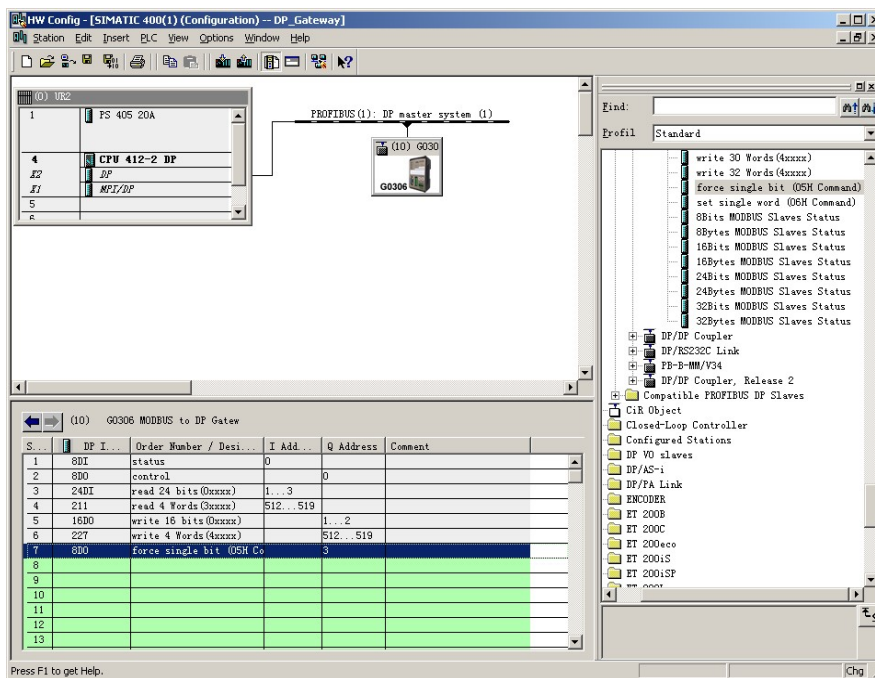 HW Config - [SIMATIC 400(1) (Configuration) -- DP_Gateway]
Station Edit Insert PLC View Options Window Help
(0) UR2
1 PS 405 20A
4 CPU 412-2 DP
X2 DP
X1 MPI/DP
5
6
PROFIBUS(1): DP master system (1)
(10) G030
G0306
Find:
Profil Standard
write 30 Words(4xxxx)
write 32 Words(4xxxx)
force single bit (05H Command)
set single word (06H Command)
8Bits MODBUS Slaves Status
8Bytes MODBUS Slaves Status
16Bits MODBUS Slaves Status
16Bytes MODBUS Slaves Status
24Bits MODBUS Slaves Status
24Bytes MODBUS Slaves Status
32Bits MODBUS Slaves Status
32Bytes MODBUS Slaves Status
DP/DP Coupler
DP/RS232C Link
PB-B-MM/V34
DP/DP Coupler, Release 2
Compatible PROFIBUS DP Slaves
CiR Object
Closed-Loop Controller
Configured Stations
DP V0 slaves
DP/AS-i
DP/PA Link
ENCODER
ET 200B
ET 200C
ET 200eco
ET 200iS
ET 200iSP
(10) G0306 MODBUS to DP Gatew
S... DP I... Order Number / Desi... I Add... Q Address Comment
1 8DI status 0
2 8DO control 0
3 24DI read 24 bits(0xxxx) 1...3
4 211 read 4 Words(3xxxx) 512...519
5 16DO write 16 bits(0xxxx) 1...2
6 227 write 4 Words(4xxxx) 512...519
7 8DO force single bit (05H Co 3
8
9
10
11
12
13
Press F1 to get Help.
Chg